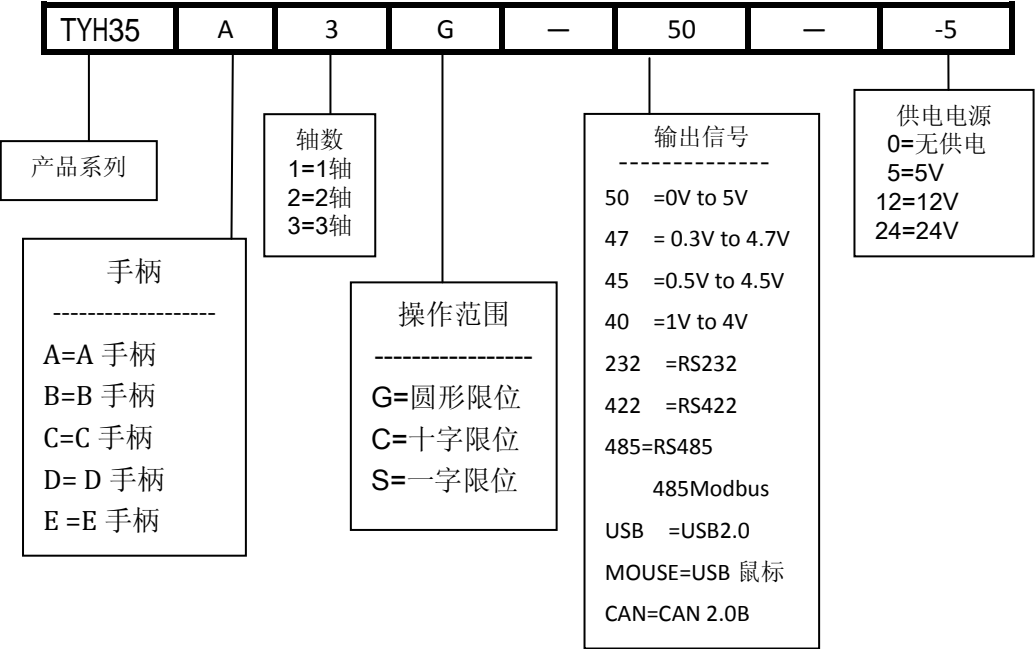 TYH35 A 3 G — 50 — -5
产品系列
手柄
-------------------
A=A 手柄
B=B 手柄
C=C 手柄
D= D 手柄
E =E 手柄
轴数
1=1轴
2=2轴
3=3轴
操作范围
-----------------
G=圆形限位
C=十字限位
S=一字限位
输出信号
--------------
50 =0V to 5V
47 = 0.3V to 4.7V
45 =0.5V to 4.5V
40 =1V to 4V
232 =RS232
422 =RS422
485=RS485
485Modbus
USB =USB2.0
MOUSE=USB 鼠标
CAN=CAN 2.0B
供电电源
0=无供电
5=5V
12=12V
24=24V